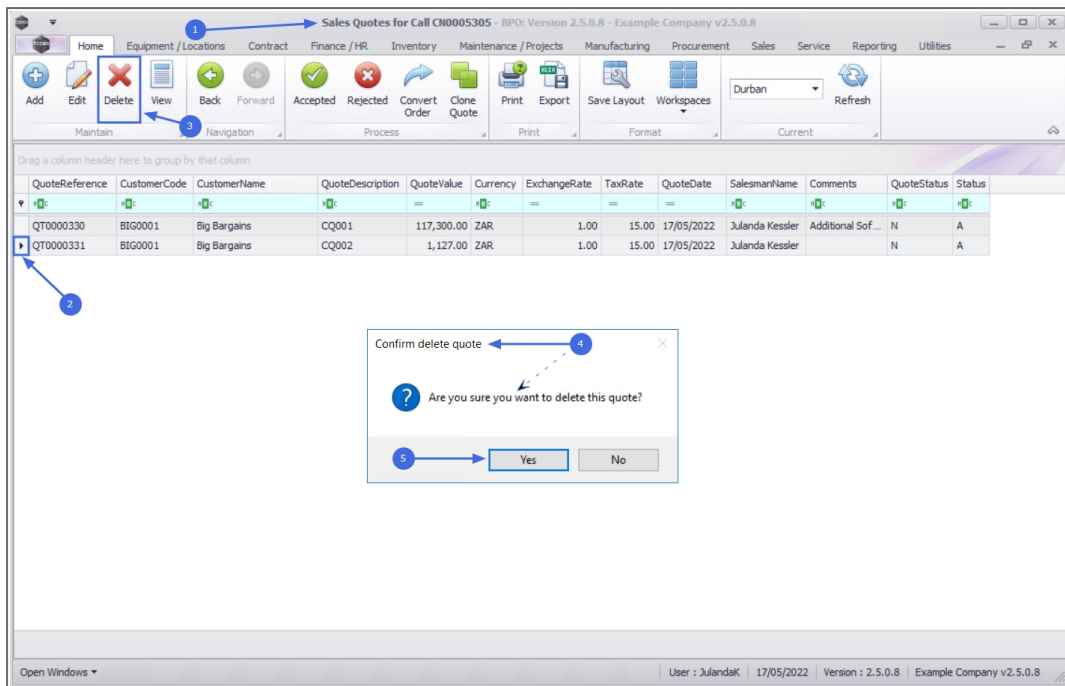 1
Sales Quotes for Call CN0005305 - BPO: Version 2.5.0.8 - Example Company v2.5.0.8
Home Equipment / Locations Contract Finance / HR Inventory Maintenance / Projects Manufacturing Procurement Sales Service Reporting Utilities
Add Edit Delete View Back Forward Accepted Rejected Convert Order Clone Quote Print Export Save Layout Workspaces Durban Refresh
3
Maintain Navigation Process Print Format Current
Drag a column header here to group by that column
QuoteReference CustomerCode CustomerName QuoteDescription QuoteValue Currency ExchangeRate TaxRate QuoteDate SalesmanName Comments QuoteStatus Status
QT0000330 BIG0001 Big Bargains CQ001 117,300.00 ZAR 1.00 15.00 17/05/2022 Julanda Kessler Additional Sof... N A
QT0000331 BIG0001 Big Bargains CQ002 1,127.00 ZAR 1.00 15.00 17/05/2022 Julanda Kessler N A
2
Confirm delete quote 4
Are you sure you want to delete this quote?
5 Yes No
Open Windows User : JulandaK 17/05/2022 Version : 2.5.0.8 Example Company v2.5.0.8